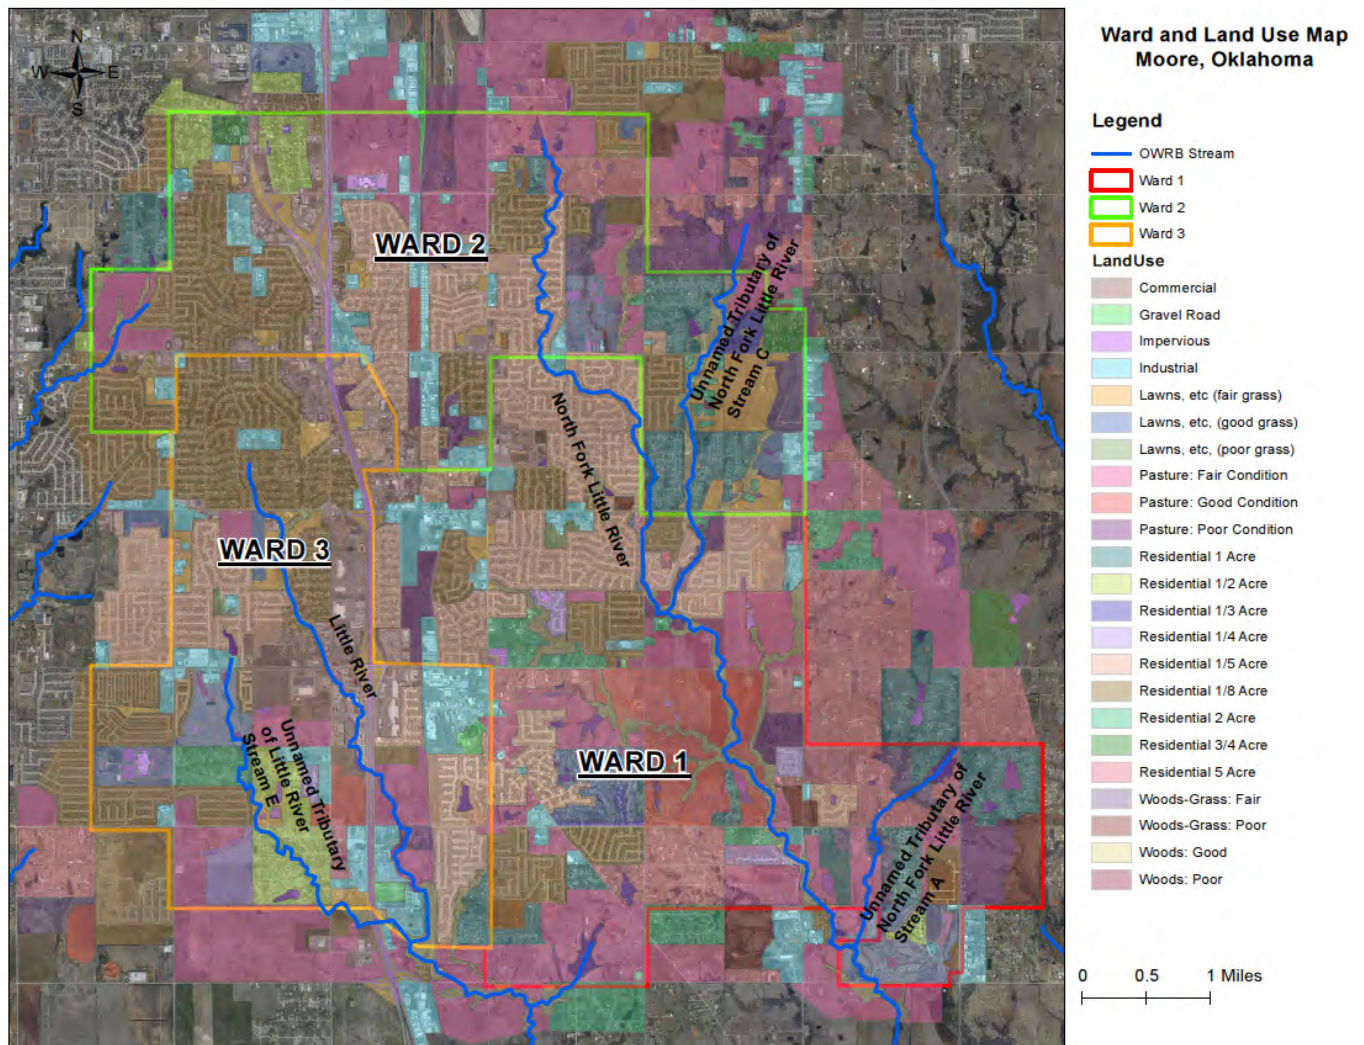 Ward and Land Use Map
Moore, Oklahoma
N
W E
S
WARD 2
Unnamed Tributary of
North Fork Little River
Stream C
North Fork Little River
WARD 3
Little River
Unnamed Tributary
of Little River
Stream E
WARD 1
Unnamed Tributary of
North Fork Little River
Stream A
Legend
OWRB Stream
Ward 1
Ward 2
Ward 3
LandUse
Commercial
Gravel Road
Impervious
Industrial
Lawns, etc (fair grass)
Lawns, etc, (good grass)
Lawns, etc, (poor grass)
Pasture: Fair Condition
Pasture: Good Condition
Pasture: Poor Condition
Residential 1 Acre
Residential 1/2 Acre
Residential 1/3 Acre
Residential 1/4 Acre
Residential 1/5 Acre
Residential 1/8 Acre
Residential 2 Acre
Residential 3/4 Acre
Residential 5 Acre
Woods-Grass: Fair
Woods-Grass: Poor
Woods: Good
Woods: Poor
0 0.5 1 Miles